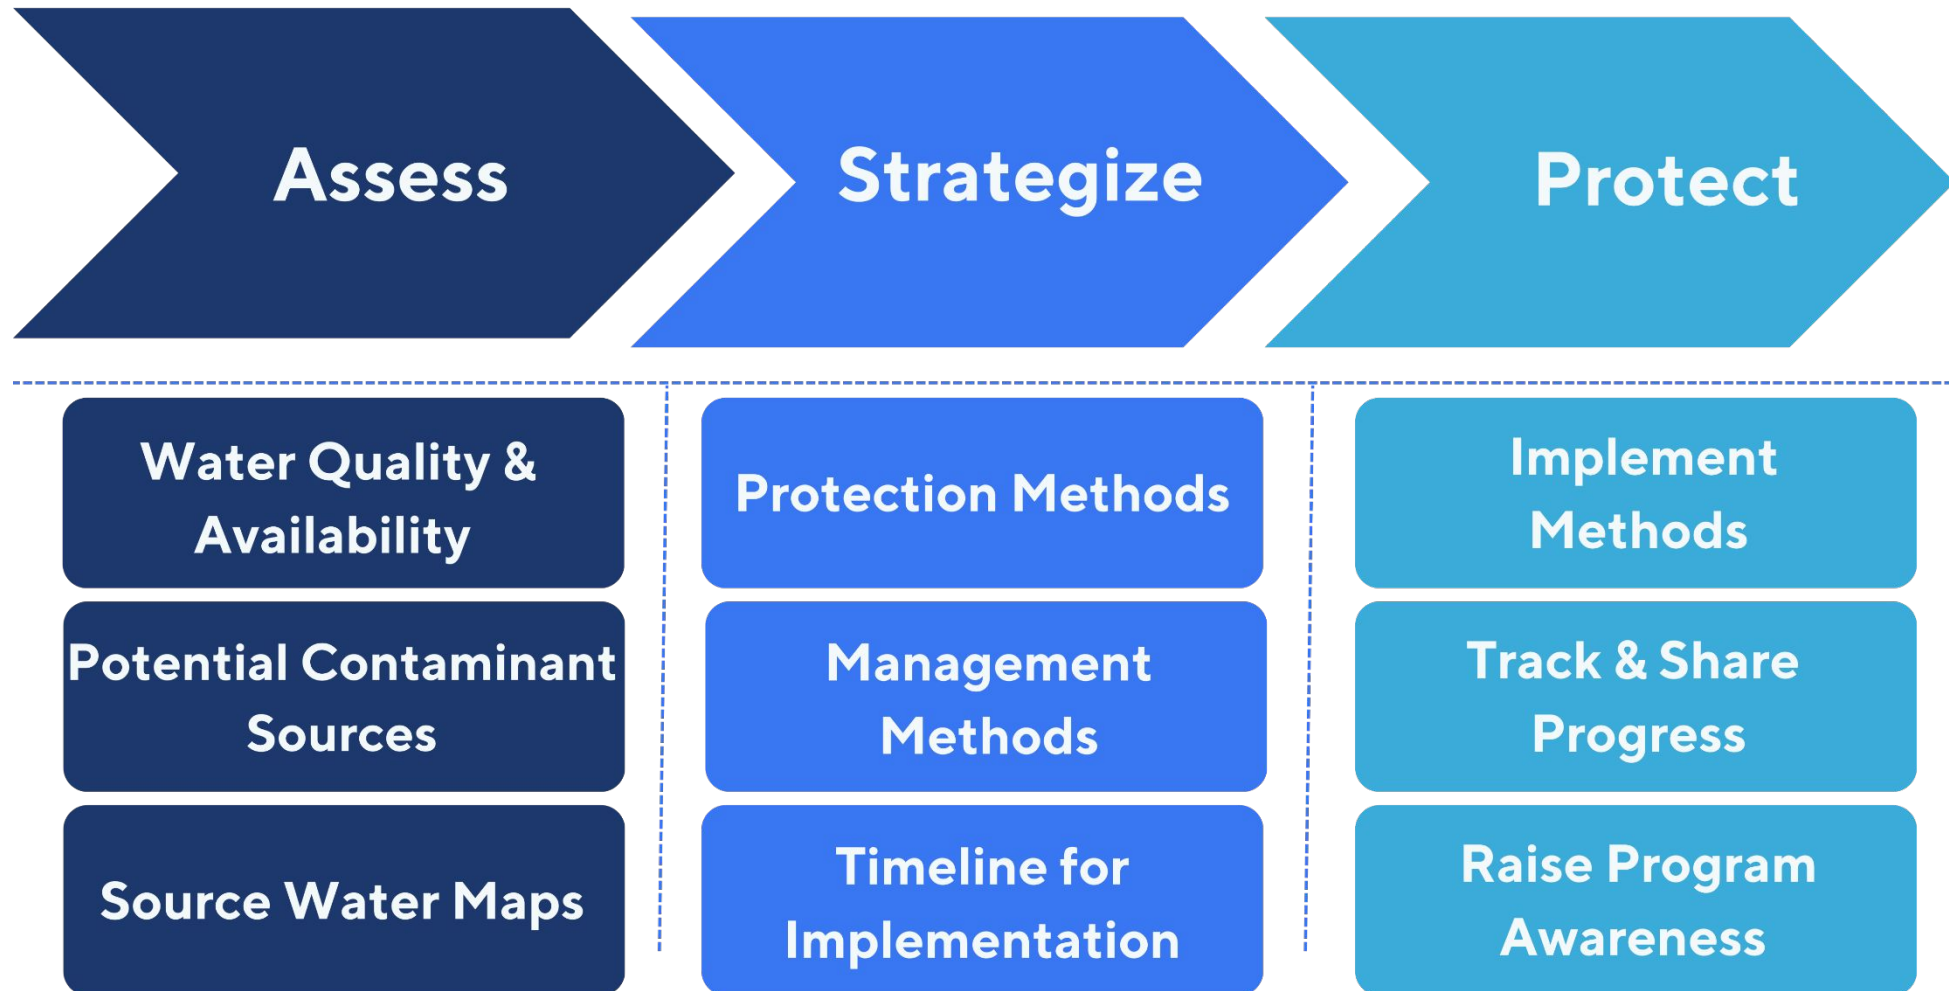 Assess
Strategize
Protect
Water Quality &
Availability
Potential Contaminant
Sources
Source Water Maps
Protection Methods
Management
Methods
Timeline for
Implementation
Implement
Methods
Track & Share
Progress
Raise Program
Awareness